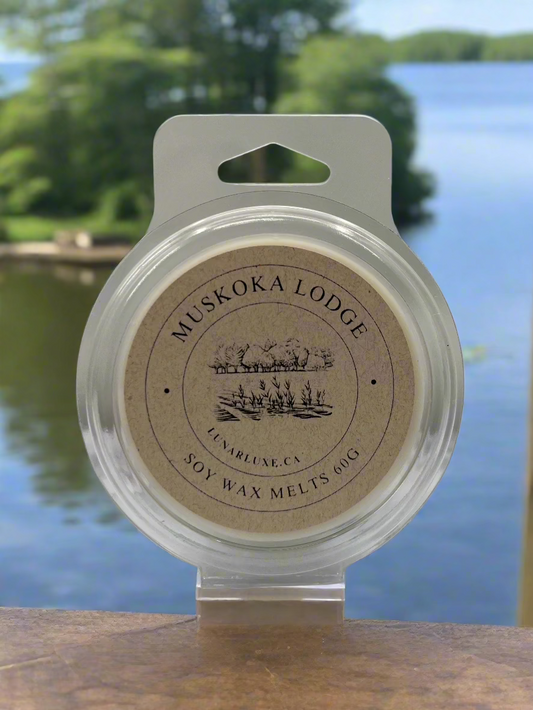 MUSKOKA LODGE
LUNARLUXE.CA
SOY WAX MELTS 60G